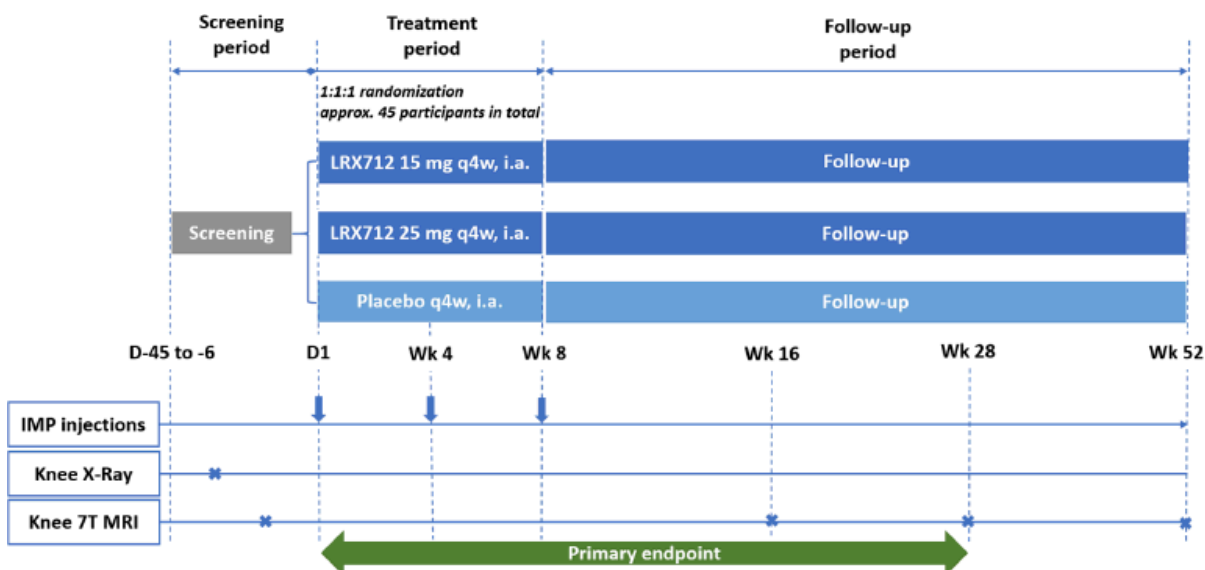 Screening
period
Treatment
period
Follow-up
period
1:1:1 randomization
approx. 45 participants in total
LRX712 15 mg q4w, i.a.
Follow-up
Screening
LRX712 25 mg q4w, i.a.
Follow-up
Placebo q4w, i.a.
Follow-up
D-45 to -6
D1
Wk 4
Wk 8
Wk 16
Wk 28
Wk 52
IMP injections
Knee X-Ray
Knee 7T MRI
Primary endpoint